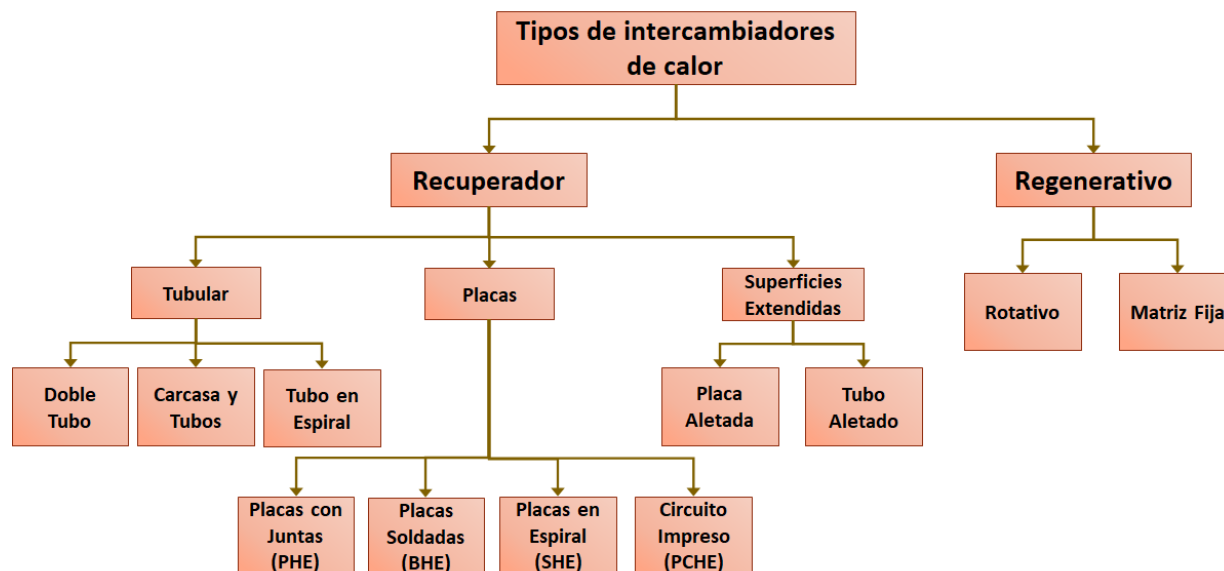 Tipos de intercambiadores
de calor
Recuperador
Regenerativo
Tubular
Placas
Superficies
Extendidas
Rotativo
Matriz Fija
Doble
Tubo
Carcasa y
Tubos
Tubo en
Espiral
Placa
Aletada
Tubo
Aletado
Placas con
Juntas
(PHE)
Placas
Soldadas
(BHE)
Placas en
Espiral
(SHE)
Circuito
Impreso
(PCHE)